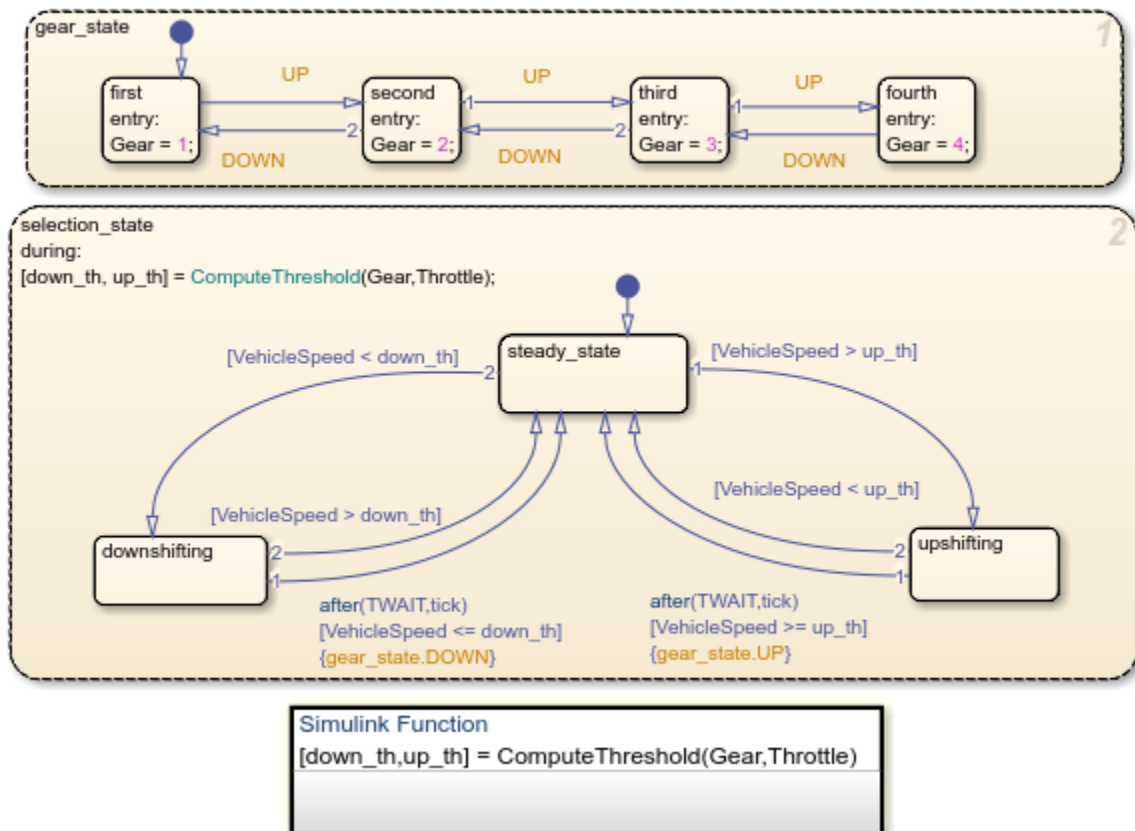 gear_state
1
UP
UP
UP
first
entry:
Gear = 1;
second
entry:
Gear = 2;
third
entry:
Gear = 3;
fourth
entry:
Gear = 4;
1
1
2
2
DOWN
DOWN
DOWN
selection_state
2
during:
[down_th, up_th] = ComputeThreshold(Gear,Throttle);
steady_state
[VehicleSpeed < down_th]
2
[VehicleSpeed > up_th]
1
[VehicleSpeed > down_th]
[VehicleSpeed < up_th]
downshifting
2
1
upshifting
2
1
after(TWAIT,tick)
[VehicleSpeed <= down_th]
{gear_state.DOWN}
after(TWAIT,tick)
[VehicleSpeed >= up_th]
{gear_state.UP}
Simulink Function
[down_th,up_th] = ComputeThreshold(Gear,Throttle)